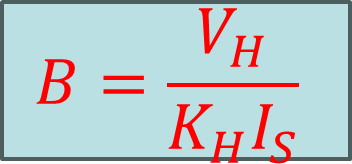 B = V_H / (K_H I_S)